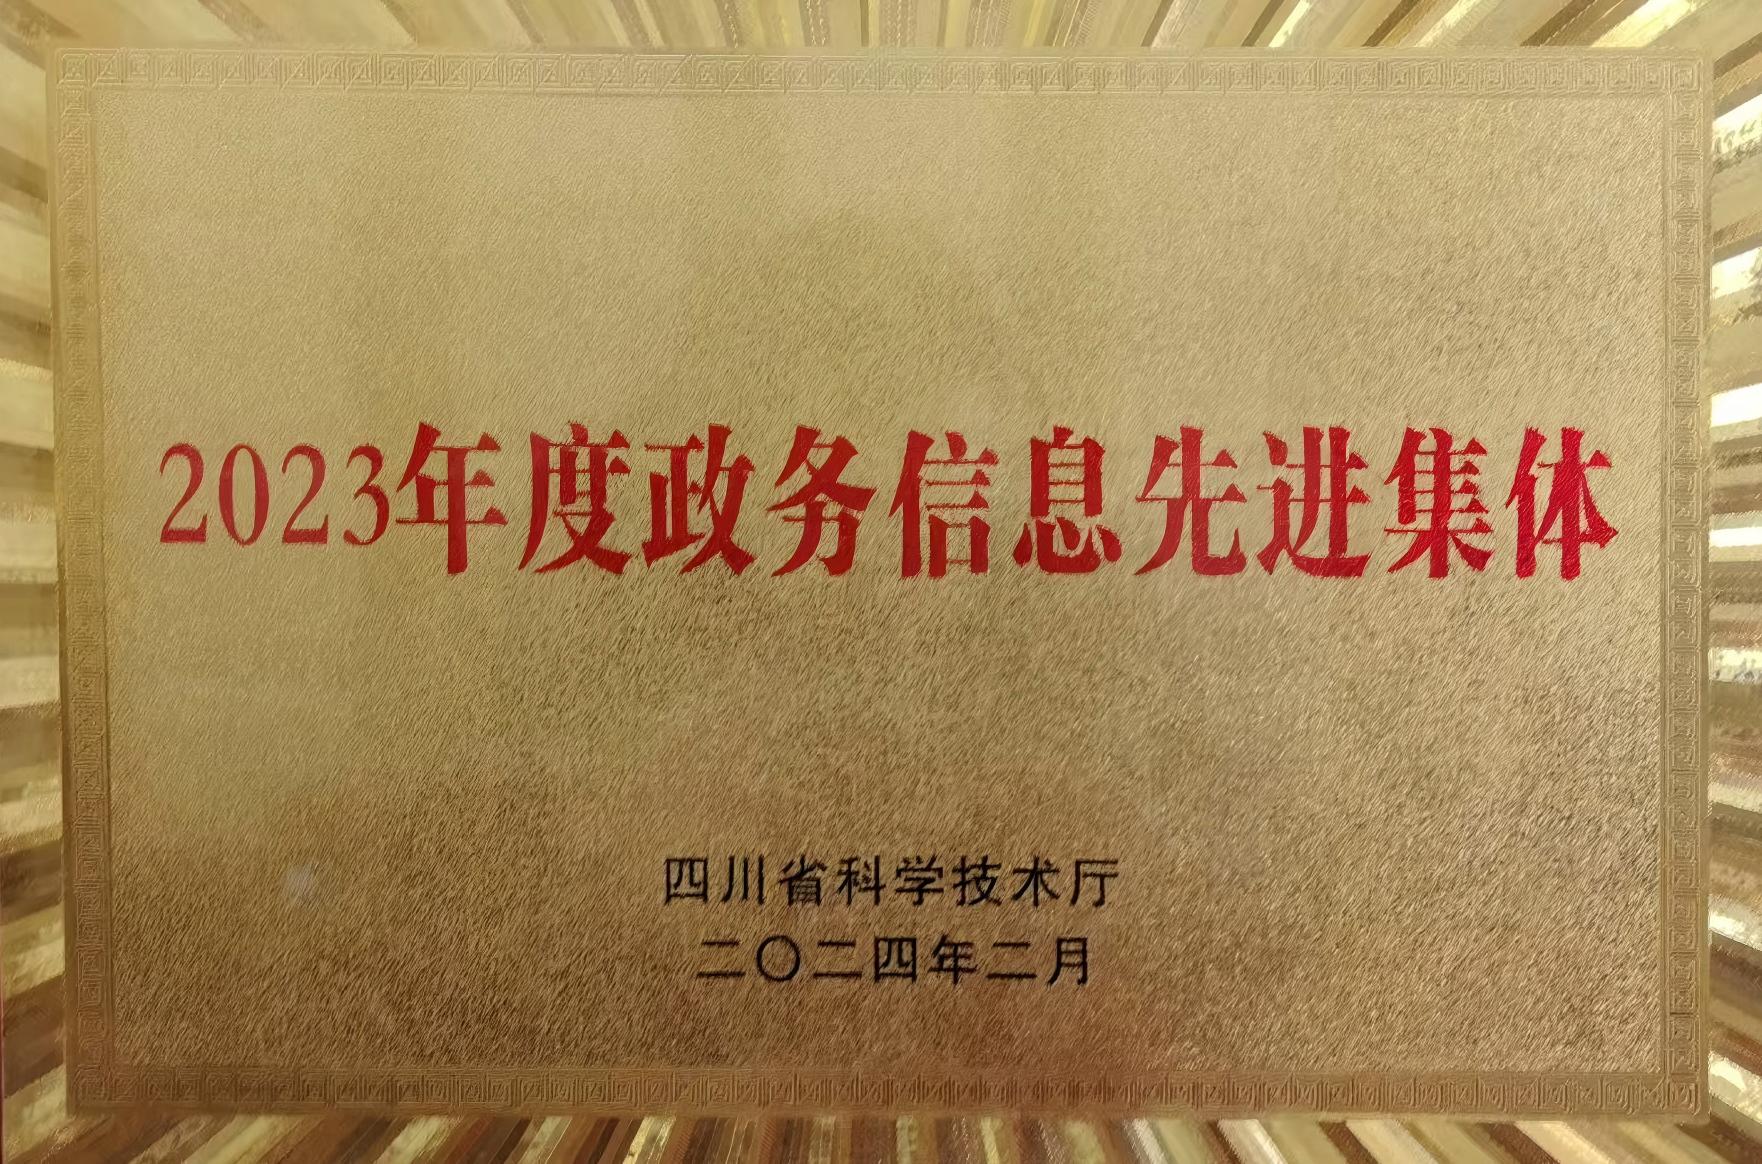 2023年度政务信息先进集体
四川省科学技术厅
二〇二四年二月